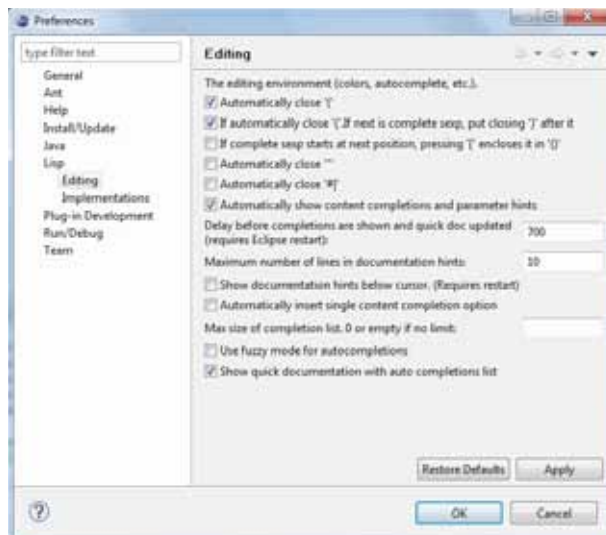 Preferences
type filter text
General
Ant
Help
Install/Update
Java
Lisp
Editing
Implementations
Plug-in Development
Run/Debug
Team
Editing
The editing environment (colors, autocomplete, etc.).
Automatically close '('
If automatically close '(',If next is complete sexp, put closing ')' after it
If complete sexp starts at next position, pressing '(' encloses it in '()'
Automatically close '"'
Automatically close '#|'
Automatically show content completions and parameter hints
Delay before completions are shown and quick doc updated
(requires Eclipse restart):
700
Maximum number of lines in documentation hints:
10
Show documentation hints below cursor. (Requires restart)
Automatically insert single content completion option
Max size of completion list. 0 or empty if no limit:
Use fuzzy mode for autocompletions
Show quick documentation with auto completions list
Restore Defaults
Apply
?
OK
Cancel